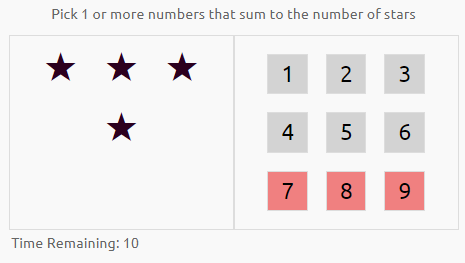 Pick 1 or more numbers that sum to the number of stars
1 2 3
4 5 6
7 8 9
Time Remaining: 10